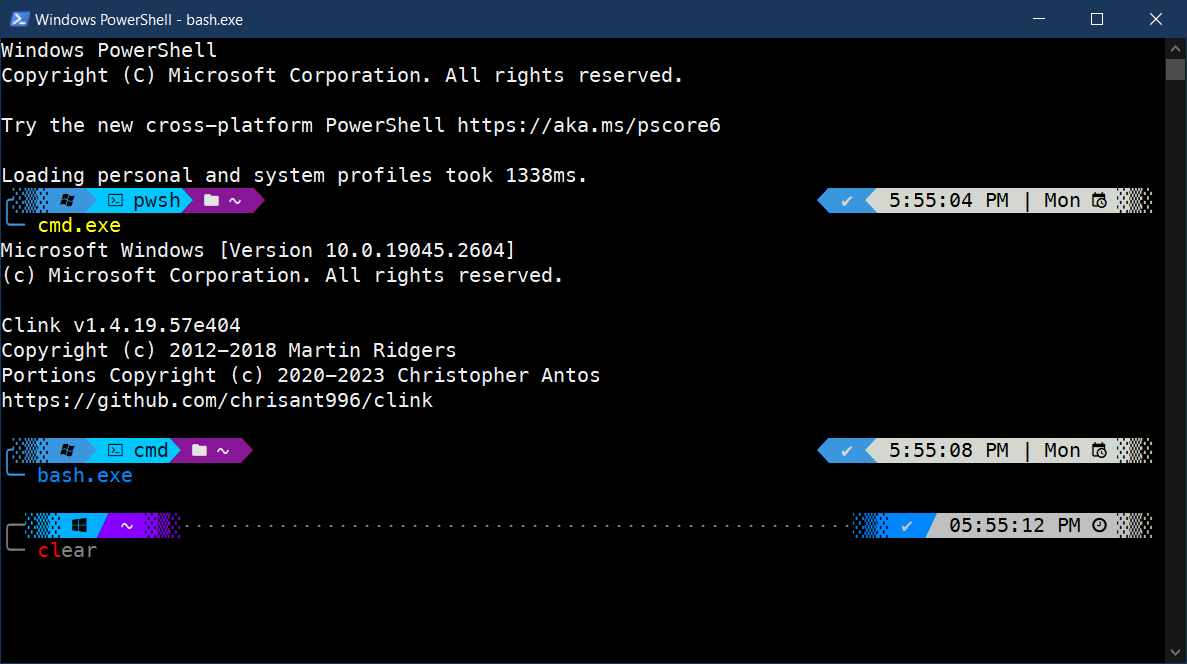 Windows PowerShell - bash.exe
Windows PowerShell
Copyright (C) Microsoft Corporation. All rights reserved.
Try the new cross-platform PowerShell https://aka.ms/pscore6
Loading personal and system profiles took 1338ms.
pwsh ~ ✔ 5:55:04 PM | Mon
cmd.exe
Microsoft Windows [Version 10.0.19045.2604]
(c) Microsoft Corporation. All rights reserved.
Clink v1.4.19.57e404
Copyright (c) 2012-2018 Martin Ridgers
Portions Copyright (c) 2020-2023 Christopher Antos
https://github.com/chrisant996/clink
cmd ~ ✔ 5:55:08 PM | Mon
bash.exe
~ ✔ 05:55:12 PM
clear